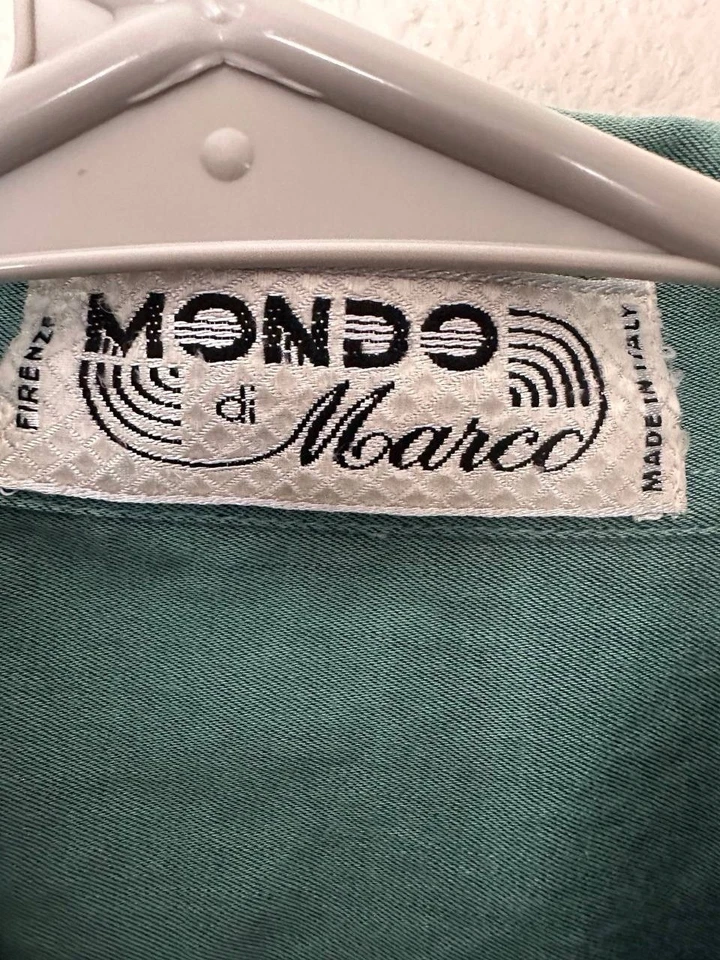 FIRENZE
MONDO
di Marco
MADE IN ITALY